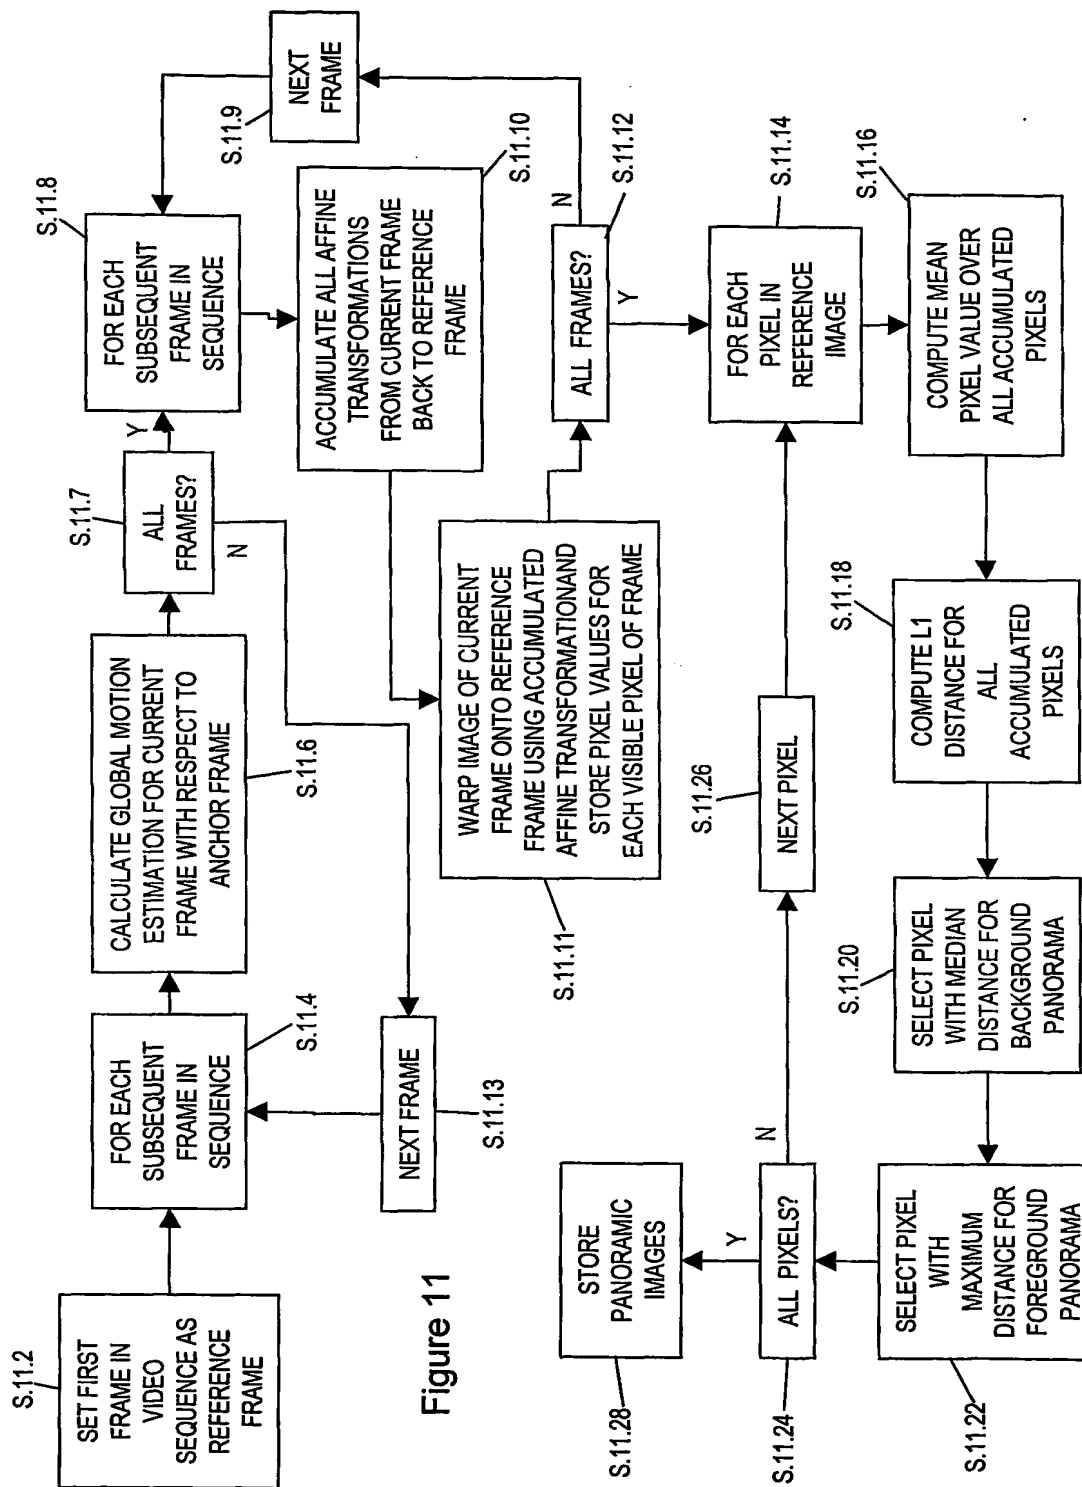 S.11.2
SET FIRST
FRAME IN
VIDEO
SEQUENCE AS
REFERENCE
FRAME
FOR EACH
SUBSEQUENT
FRAME IN
SEQUENCE
S.11.4
CALCULATE GLOBAL MOTION
ESTIMATION FOR CURRENT
FRAME WITH RESPECT TO
ANCHOR FRAME
S.11.6
S.11.7
ALL
FRAMES?
Y
N
NEXT FRAME
S.11.13
S.11.8
FOR EACH
SUBSEQUENT
FRAME IN
SEQUENCE
S.11.9
NEXT
FRAME
ACCUMULATE ALL AFFINE
TRANSFORMATIONS
FROM CURRENT FRAME
BACK TO REFERENCE
FRAME
S.11.10
WARP IMAGE OF CURRENT
FRAME ONTO REFERENCE
FRAME USING ACCUMULATED
AFFINE TRANSFORMATIONAND
STORE PIXEL VALUES FOR
EACH VISIBLE PIXEL OF FRAME
S.11.11
ALL FRAMES?
S.11.12
N
Y
FOR EACH
PIXEL IN
REFERENCE
IMAGE
S.11.14
S.11.16
COMPUTE MEAN
PIXEL VALUE OVER
ALL ACCUMULATED
PIXELS
S.11.18
COMPUTE L1
DISTANCE FOR
ALL
ACCUMULATED
PIXELS
S.11.20
SELECT PIXEL
WITH MEDIAN
DISTANCE FOR
BACKGROUND
PANORAMA
SELECT PIXEL
WITH
MAXIMUM
DISTANCE FOR
FOREGROUND
PANORAMA
S.11.22
ALL PIXELS?
S.11.24
N
Y
NEXT PIXEL
S.11.26
STORE
PANORAMIC
IMAGES
S.11.28
Figure 11